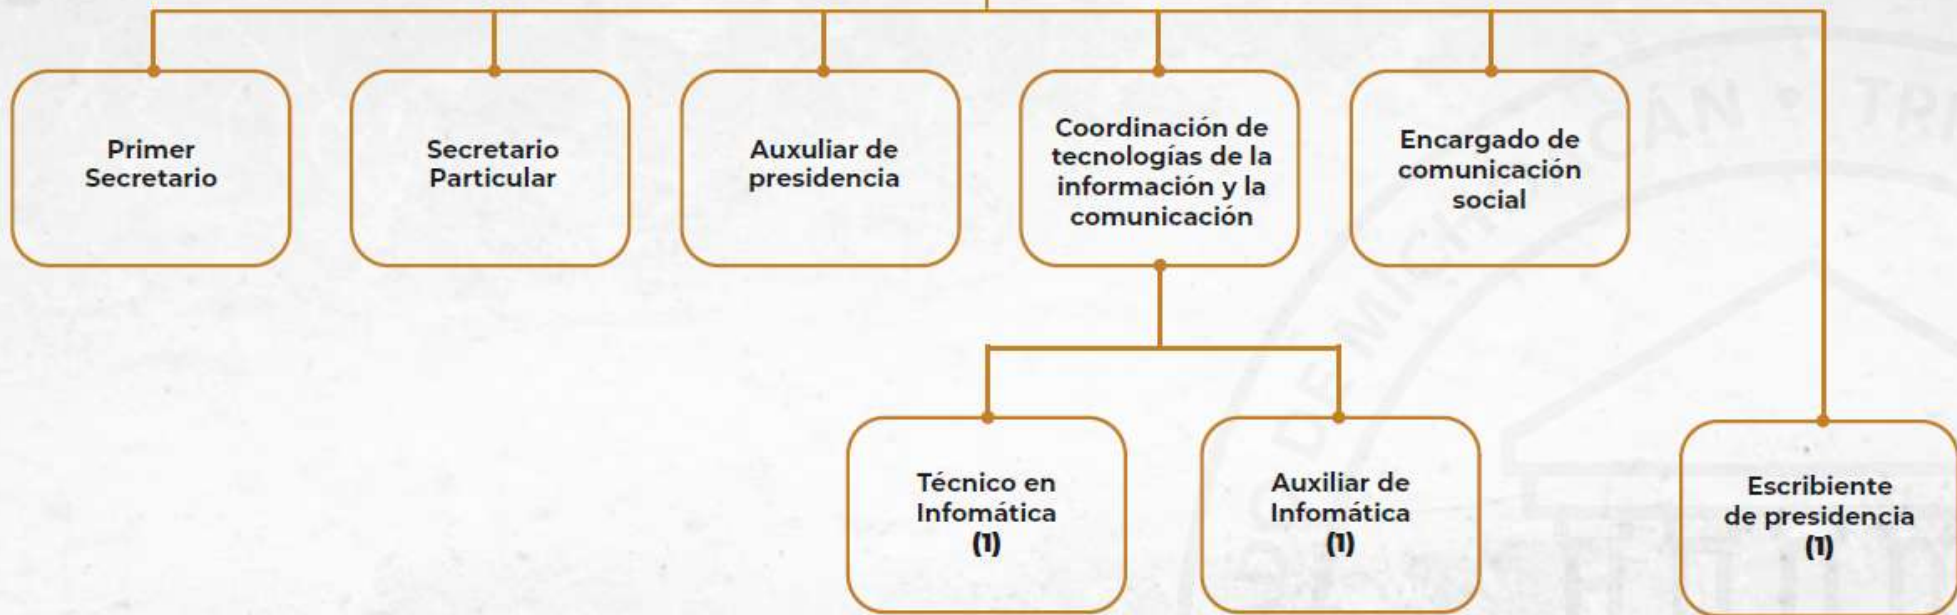 Primer
Secretario
Secretario
Particular
Auxuliar de
presidencia
Coordinación de
tecnologías de la
información y la
comunicación
Encargado de
comunicación
social
Técnico en
Infomática
(1)
Auxiliar de
Infomática
(1)
Escribiente
de presidencia
(1)